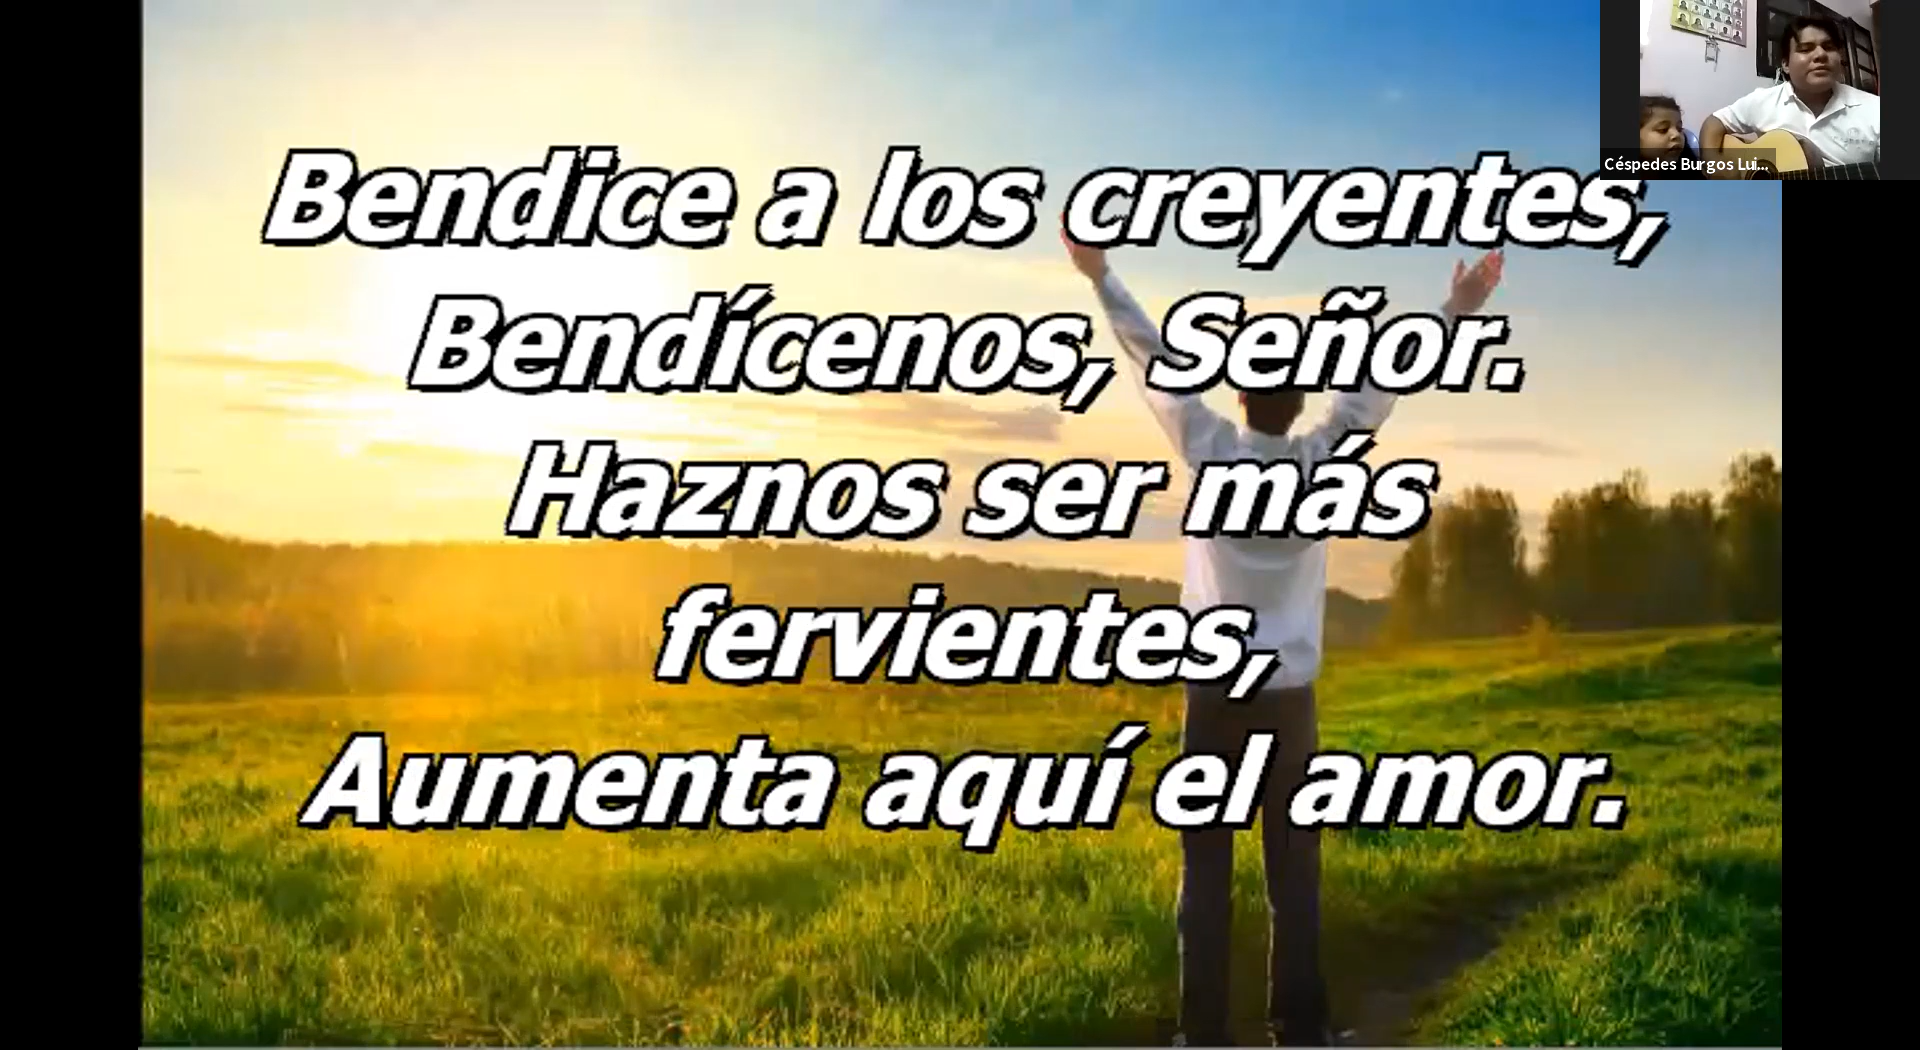 Bendice a los creyentes,
Bendícenos, Señor.
Haznos ser más
fervientes,
Aumenta aquí el amor.
Céspedes Burgos Lui...